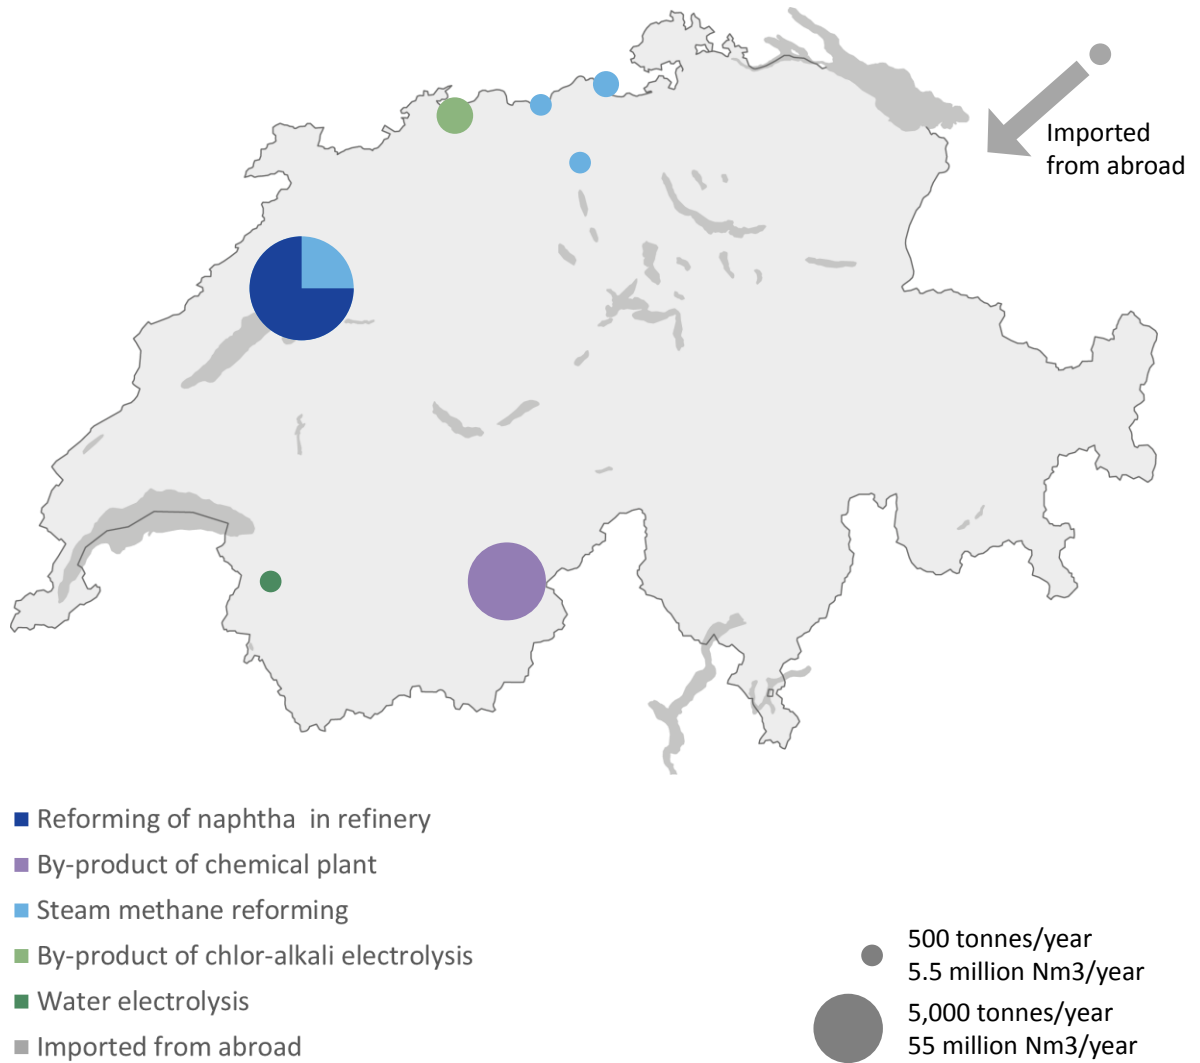 Imported
from abroad
Reforming of naphtha  in refinery
By-product of chemical plant
Steam methane reforming
By-product of chlor-alkali electrolysis
Water electrolysis
Imported from abroad
500 tonnes/year
5.5 million Nm3/year
5,000 tonnes/year
55 million Nm3/year